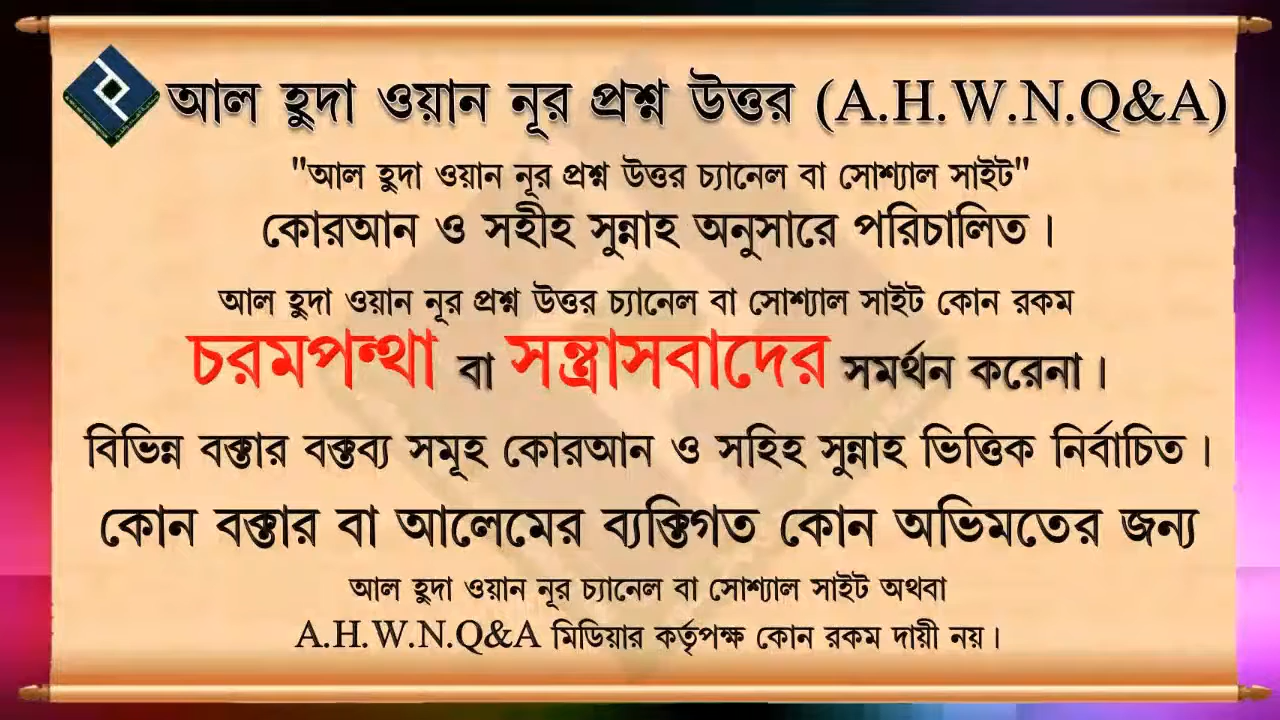 আল হুদা ওয়ান নূর প্রশ্ন উত্তর (A.H.W.N.Q&A)
"আল হুদা ওয়ান নূর প্রশ্ন উত্তর চ্যানেল বা সোশ্যাল সাইট"
কোরআন ও সহীহ সুন্নাহ অনুসারে পরিচালিত।
আল হুদা ওয়ান নূর প্রশ্ন উত্তর চ্যানেল বা সোশ্যাল সাইট কোন রকম
চরমপন্থা বা সন্ত্রাসবাদের সমর্থন করেনা।
বিভিন্ন বক্তার বক্তব্য সমূহ কোরআন ও সহিহ সুন্নাহ ভিত্তিক নির্বাচিত।
কোন বক্তার বা আলেমের ব্যক্তিগত কোন অভিমতের জন্য
আল হুদা ওয়ান নূর চ্যানেল বা সোশ্যাল সাইট অথবা
A.H.W.N.Q&A মিডিয়ার কর্তৃপক্ষ কোন রকম দায়ী নয়।